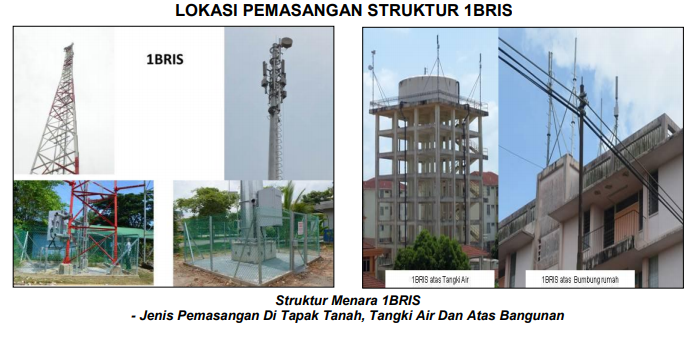 LOKASI PEMASANGAN STRUKTUR 1BRIS
1BRIS
1BRIS atas Tangki Air
1BRIS atas Bumbung rumah
Struktur Menara 1BRIS
- Jenis Pemasangan Di Tapak Tanah, Tangki Air Dan Atas Bangunan